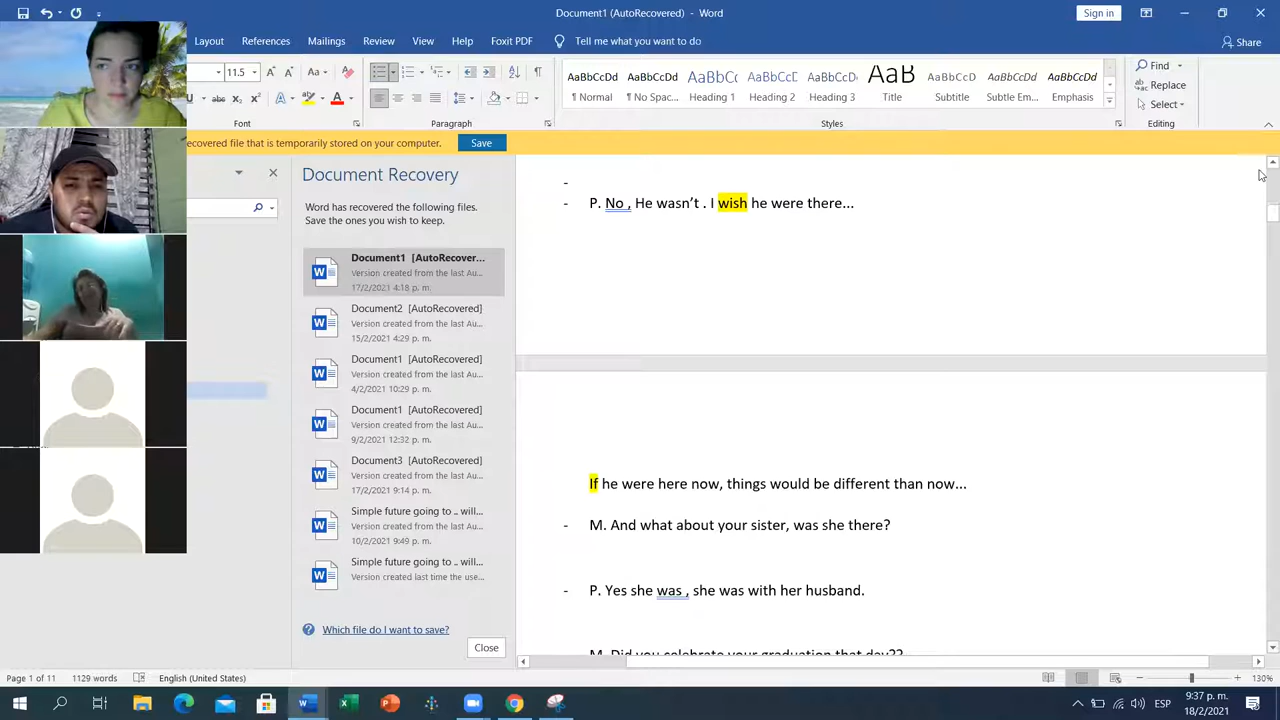 Document1 (AutoRecovered) - Word
Sign in
Layout References Mailings Review View Help Foxit PDF Tell me what you want to do
Share
11.5
AaBbCcDd AaBbCcDd AaBbC( AaBbCcC AaBbCcD AaB AaBbCcD AaBbCcDd AaBbCcDd
¶ Normal ¶ No Spac... Heading 1 Heading 2 Heading 3 Title Subtitle Subtle Em... Emphasis
Find
Replace
Select
Font Paragraph Styles Editing
recovered file that is temporarily stored on your computer. Save
Document Recovery
Word has recovered the following files.
Save the ones you wish to keep.
Document1 [AutoRecover...
Version created from the last Au...
17/2/2021 4:18 p. m.
Document2 [AutoRecovered]
Version created from the last Au...
15/2/2021 4:29 p. m.
Document1 [AutoRecovered]
Version created from the last Au...
4/2/2021 10:29 p. m.
Document1 [AutoRecovered]
Version created from the last Au...
9/2/2021 12:32 p. m.
Document3 [AutoRecovered]
Version created from the last Au...
17/2/2021 9:14 p. m.
Simple future going to .. will...
Version created from the last Au...
10/2/2021 9:49 p. m.
Simple future going to .. will...
Version created last time the use...
Which file do I want to save?
Close
-
- P. No , He wasn't . I wish he were there...
If he were here now, things would be different than now...
- M. And what about your sister, was she there?
- P. Yes she was , she was with her husband.
M. Did you celebrate your graduation that day??
Page 1 of 11 1129 words English (United States) 130%
ESP
9:37 p.m.
18/2/2021